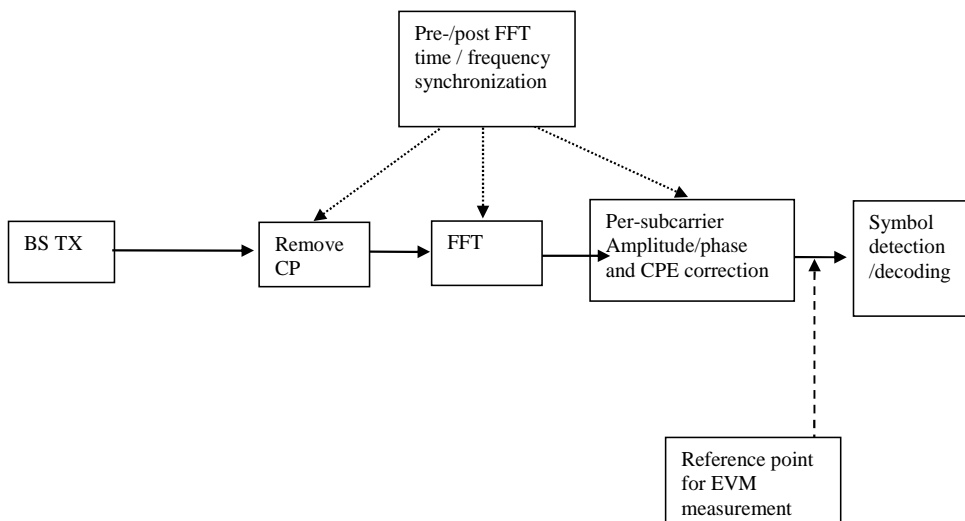 Pre-/post FFT
time / frequency
synchronization
BS TX
Remove
CP
FFT
Per-subcarrier
Amplitude/phase
and CPE correction
Symbol
detection
/decoding
Reference point
for EVM
measurement